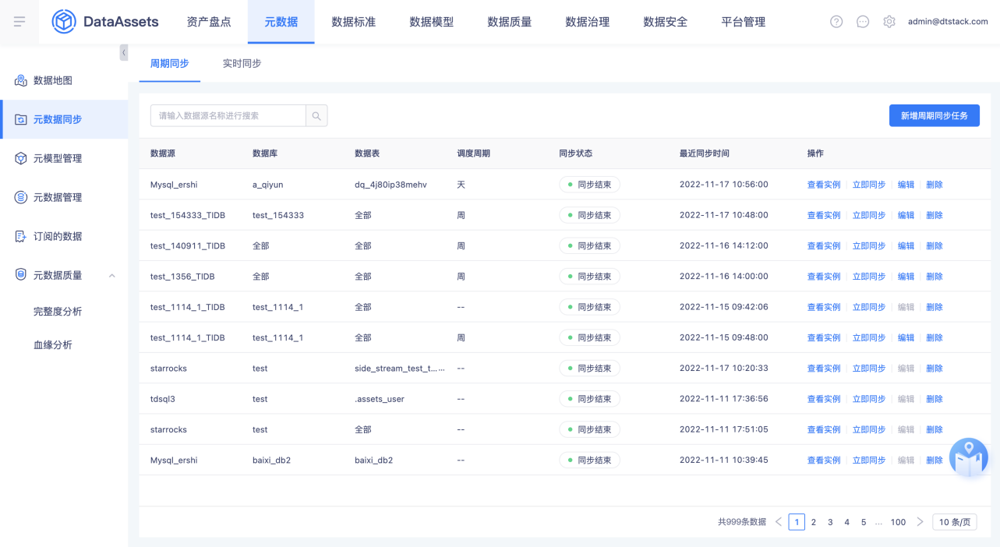 DataAssets 资产盘点 元数据 数据标准 数据模型 数据质量 数据治理 数据安全 平台管理 admin@dtstack.com
数据地图
元数据同步
元模型管理
元数据管理
订阅的数据
元数据质量
完整度分析
血缘分析
周期同步 实时同步
请输入数据源名称进行搜索 新增周期同步任务
数据源 数据库 数据表 调度周期 同步状态 最近同步时间 操作
Mysql_ershi a_qiyun dq_4j80ip38mehv 天 同步结束 2022-11-17 10:56:00 查看实例 立即同步 编辑 删除
test_154333_TIDB test_154333 全部 周 同步结束 2022-11-17 10:48:00 查看实例 立即同步 编辑 删除
test_140911_TIDB 全部 全部 周 同步结束 2022-11-16 14:12:00 查看实例 立即同步 编辑 删除
test_1356_TIDB 全部 全部 周 同步结束 2022-11-16 14:00:00 查看实例 立即同步 编辑 删除
test_1114_1_TIDB test_1114_1 全部 -- 同步结束 2022-11-15 09:42:06 查看实例 立即同步 编辑 删除
test_1114_1_TIDB test_1114_1 全部 周 同步结束 2022-11-15 09:48:00 查看实例 立即同步 编辑 删除
starrocks test side_stream_test_t...... -- 同步结束 2022-11-17 10:20:33 查看实例 立即同步 编辑 删除
tdsql3 test .assets_user -- 同步结束 2022-11-11 17:36:56 查看实例 立即同步 编辑 删除
starrocks test 全部 -- 同步结束 2022-11-11 17:51:05 查看实例 立即同步 编辑 删除
Mysql_ershi baixi_db2 baixi_db2 -- 同步结束 2022-11-11 10:39:45 查看实例 立即同步 编辑 删除
共999条数据 1 2 3 4 5 ... 100 10 条/页